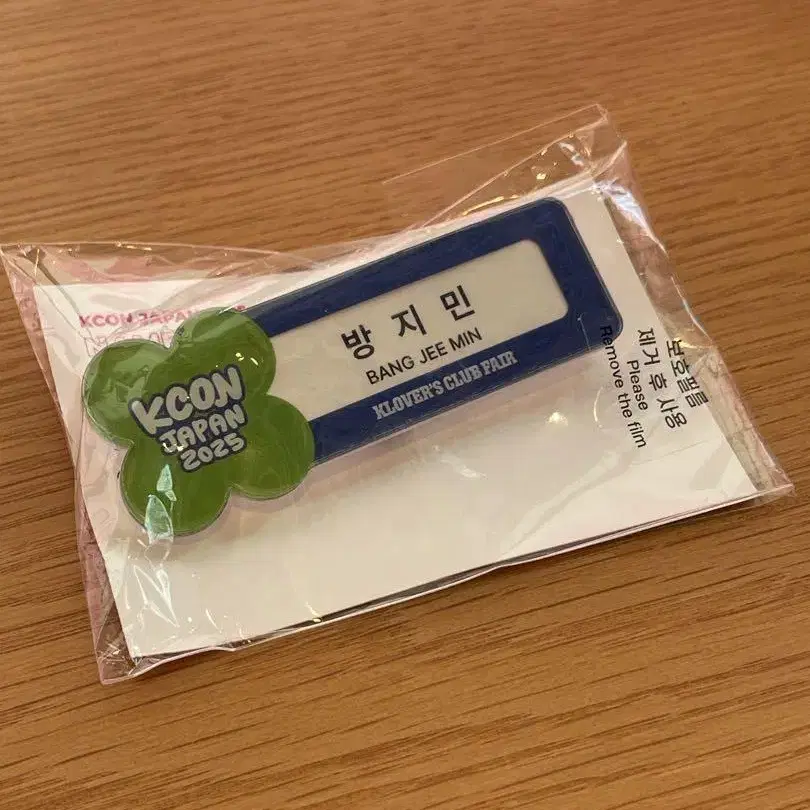 KCON JAPAN
KCON
JAPAN
2025
방지민
BANG JEE MIN
KLOVER'S CLUB FAIR
보호필름
제거 후 사용
Please
Remove the film